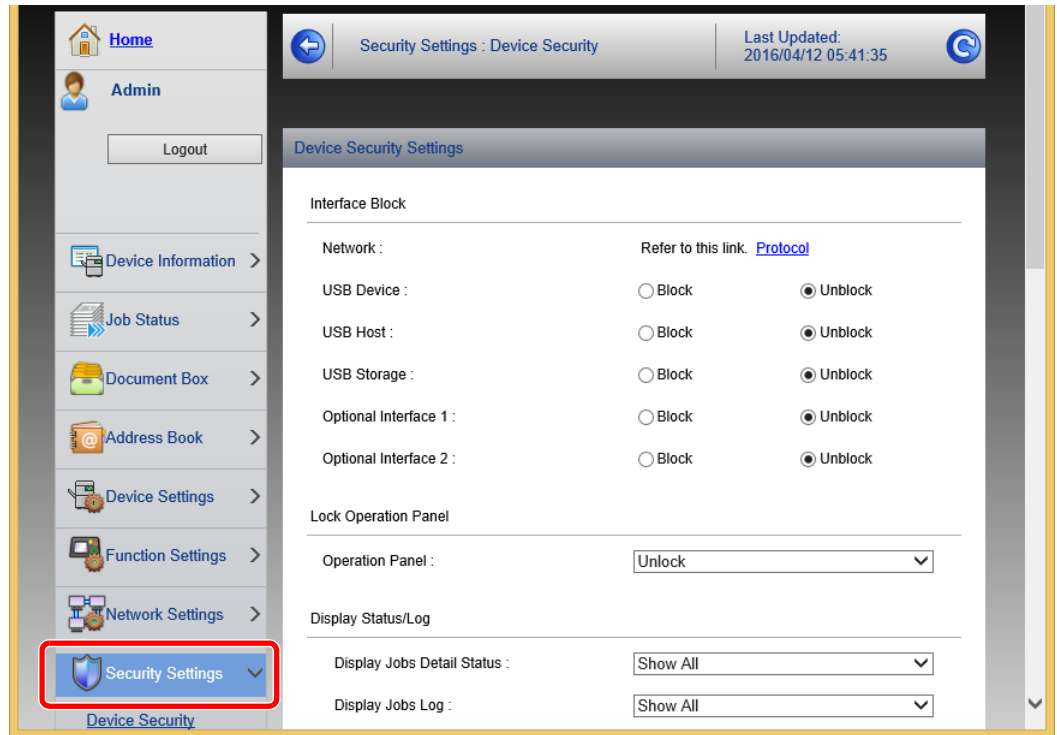 Home
Admin
Logout
Device Information
Job Status
Document Box
Address Book
Device Settings
Function Settings
Network Settings
Security Settings
Device Security
Security Settings : Device Security
Last Updated:
2016/04/12 05:41:35
Device Security Settings
Interface Block
Network : Refer to this link. Protocol
USB Device : Block Unblock
USB Host : Block Unblock
USB Storage : Block Unblock
Optional Interface 1 : Block Unblock
Optional Interface 2 : Block Unblock
Lock Operation Panel
Operation Panel : Unlock
Display Status/Log
Display Jobs Detail Status : Show All
Display Jobs Log : Show All